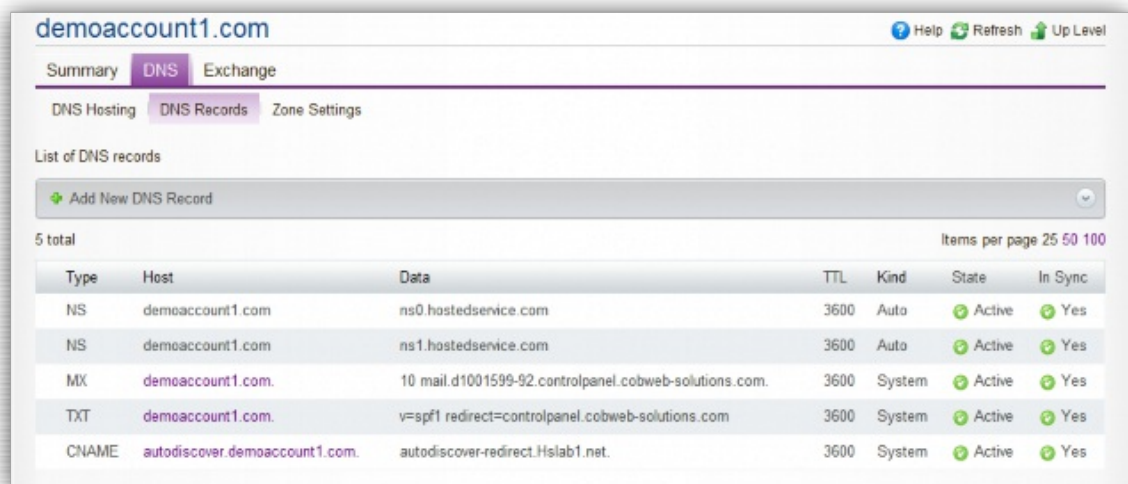 demoaccount1.com
Help Refresh Up Level
Summary DNS Exchange
DNS Hosting DNS Records Zone Settings
List of DNS records
Add New DNS Record
5 total Items per page 25 50 100
Type Host Data TTL Kind State In Sync
NS demoaccount1.com ns0.hostedservice.com 3600 Auto Active Yes
NS demoaccount1.com ns1.hostedservice.com 3600 Auto Active Yes
MX demoaccount1.com. 10 mail.d1001599-92.controlpanel.cobweb-solutions.com. 3600 System Active Yes
TXT demoaccount1.com. v=spf1 redirect=controlpanel.cobweb-solutions.com 3600 System Active Yes
CNAME autodiscover.demoaccount1.com. autodiscover-redirect.Hslab1.net. 3600 System Active Yes